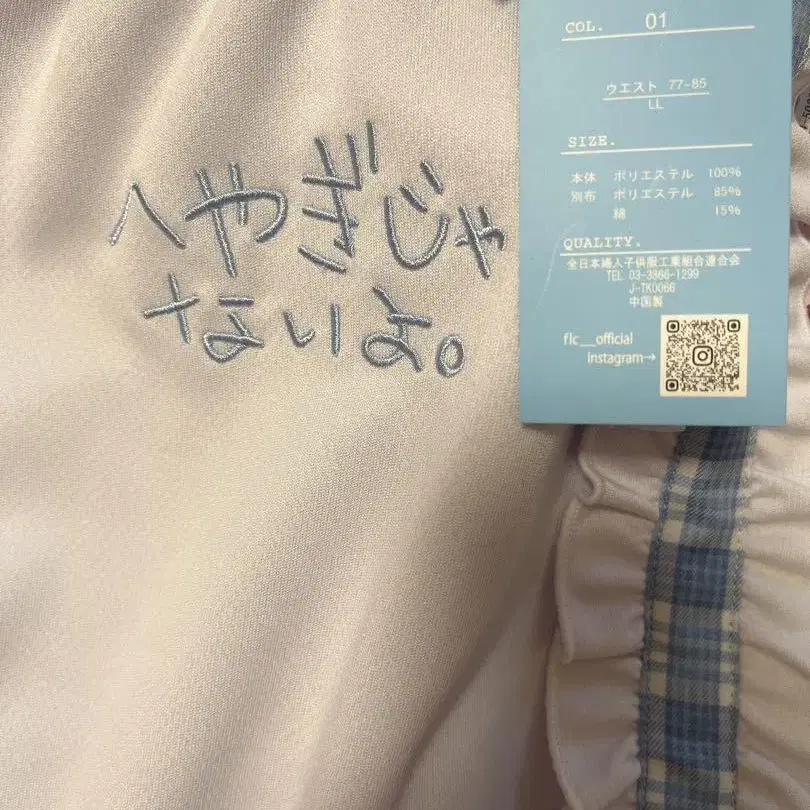 へやぎじゃ
ないよ。
COL. 01
ウエスト 77-85
LL
SIZE.
本体 ポリエステル 100%
別布 ポリエステル 85%
綿 15%
QUALITY.
全日本婦人子供服工業組合連合会
TEL 03-3866-1299
J-TK0066
中国製
flc__official
Instagram→